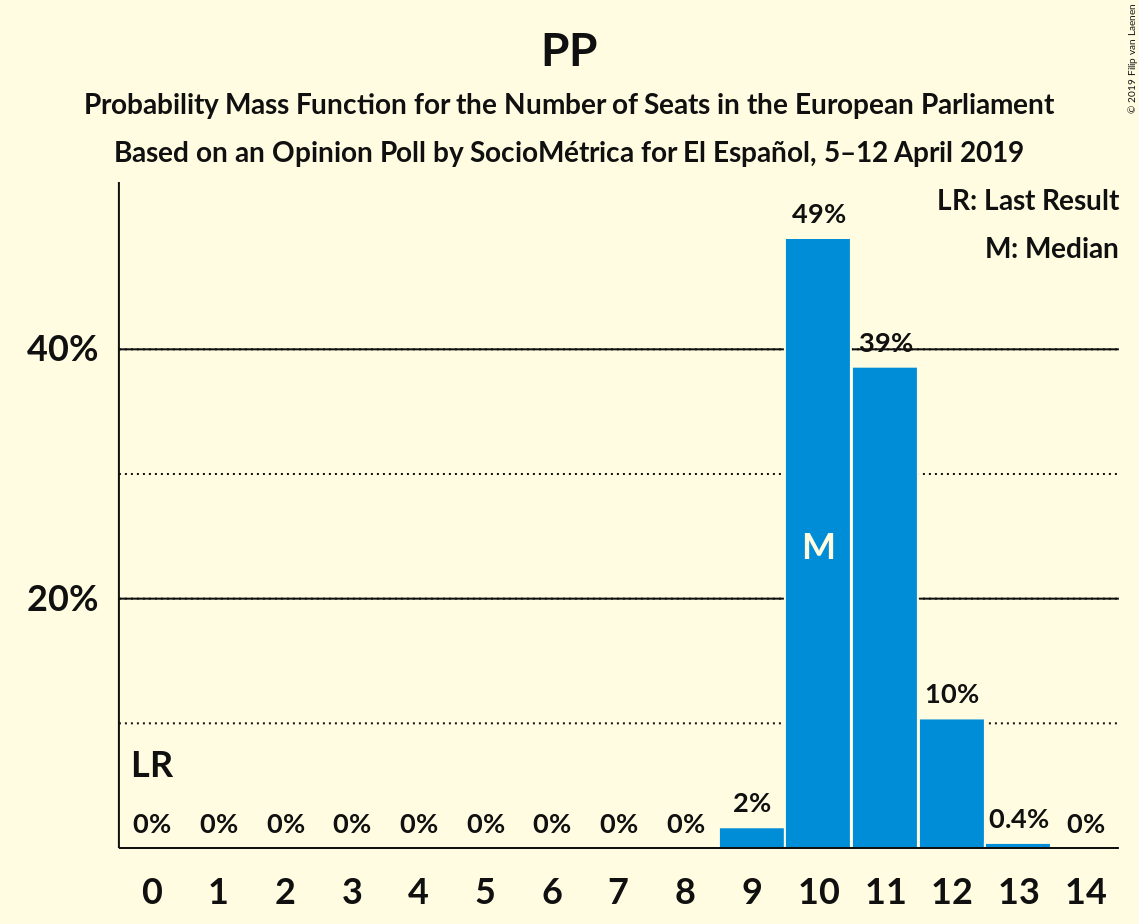 PP
Probability Mass Function for the Number of Seats in the European Parliament
Based on an Opinion Poll by SocioMétrica for El Español, 5–12 April 2019
© 2019 Filip van Laenen
LR: Last Result
M: Median
49%
40%
39%
M
20%
10%
LR
0% 0% 0% 0% 0% 0% 0% 0% 0% 2% 0.4% 0%
0 1 2 3 4 5 6 7 8 9 10 11 12 13 14